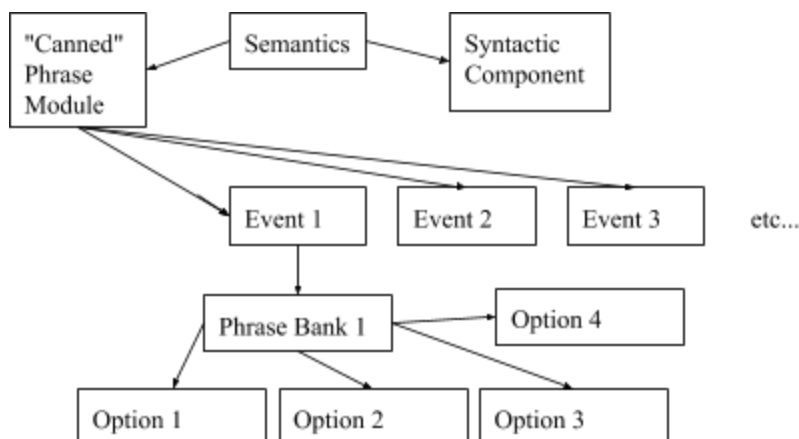 "Canned"
Phrase
Module
Semantics
Syntactic
Component
Event 1
Event 2
Event 3
etc...
Phrase Bank 1
Option 4
Option 1
Option 2
Option 3